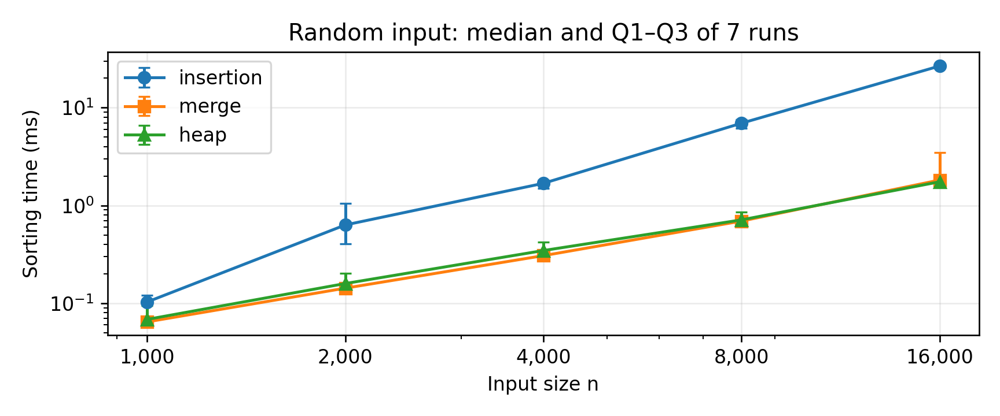 Random input: median and Q1–Q3 of 7 runs
insertion
merge
heap
Sorting time (ms)
10¹
10⁰
10⁻¹
1,000 2,000 4,000 8,000 16,000
Input size n